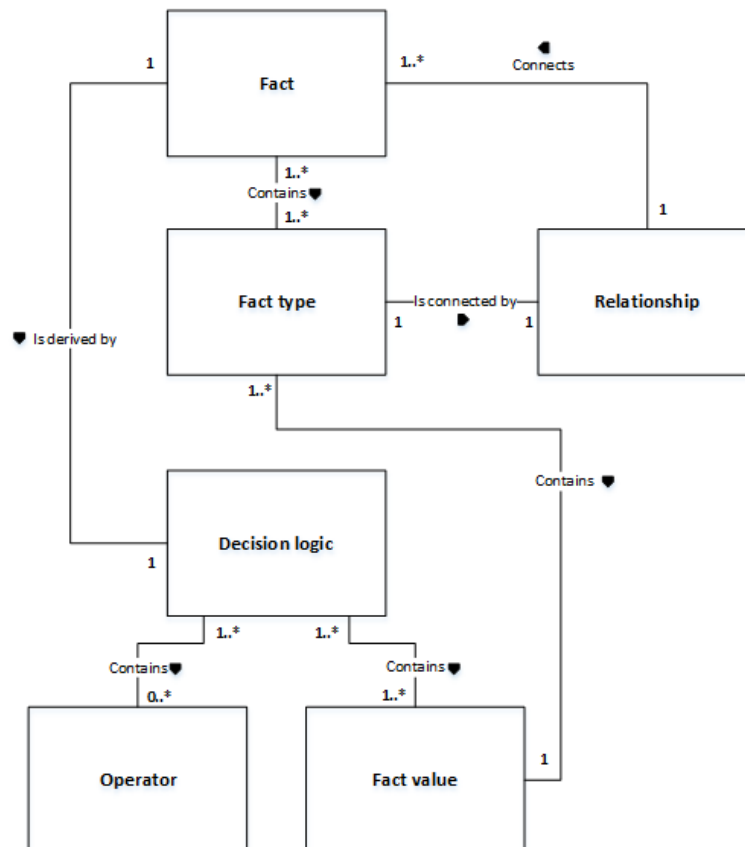 1
1..*
Connects
Fact
1..*
Contains
1..*
1
Fact type
Is connected by
Relationship
1
1
Is derived by
1..*
Contains
Decision logic
1
1..*
1..*
Contains
Contains
0..*
1..*
1
Operator
Fact value